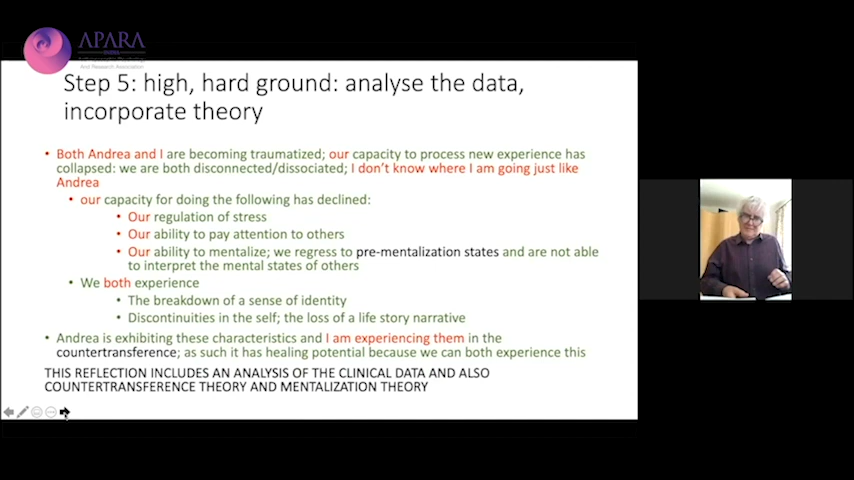 APARA
And Research Association
Step 5: high, hard ground: analyse the data,
incorporate theory
• Both Andrea and I are becoming traumatized; our capacity to process new experience has
collapsed: we are both disconnected/dissociated; I don't know where I am going just like
Andrea
• our capacity for doing the following has declined:
• Our regulation of stress
• Our ability to pay attention to others
• Our ability to mentalize; we regress to pre-mentalization states and are not able
to interpret the mental states of others
• We both experience
• The breakdown of a sense of identity
• Discontinuities in the self; the loss of a life story narrative
• Andrea is exhibiting these characteristics and I am experiencing them in the
countertransference; as such it has healing potential because we can both experience this
THIS REFLECTION INCLUDES AN ANALYSIS OF THE CLINICAL DATA AND ALSO
COUNTERTRANSFERENCE THEORY AND MENTALIZATION THEORY